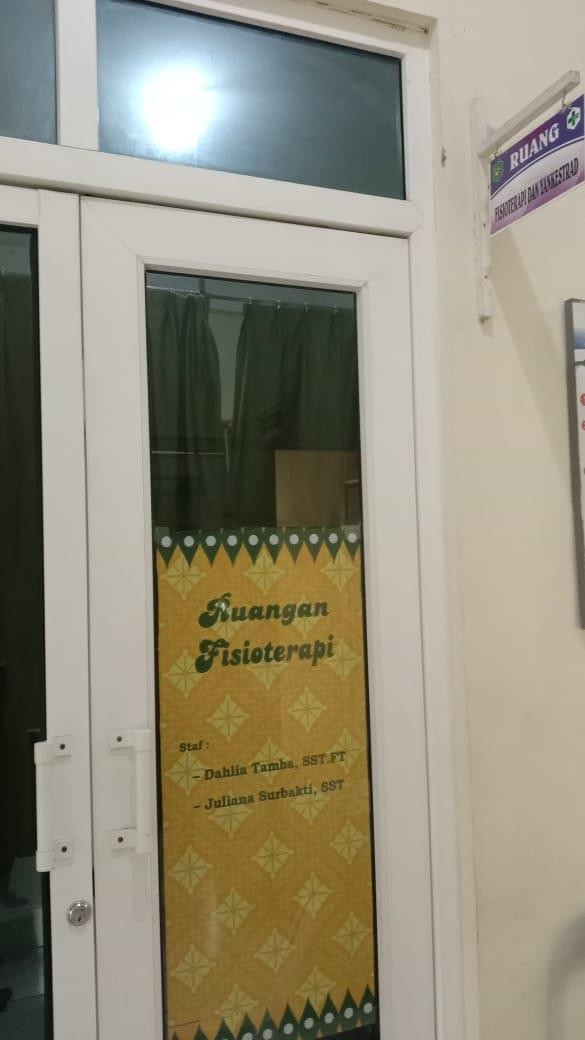 RUANG
FISIOTERAPI DAN YANKESTRAD
Ruangan
Fisioterapi
Staf :
– Dahlia Tamba, SST.FT
– Juliana Surbakti, SST